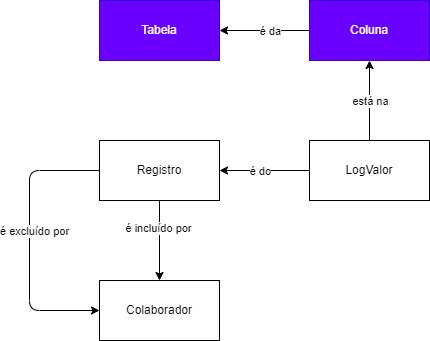 Tabela
é da
Coluna
está na
Registro
é do
LogValor
é excluído por
é incluído por
Colaborador